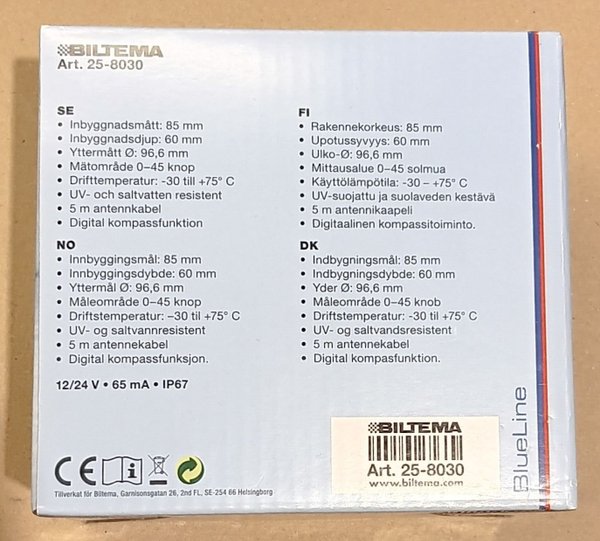 BILTEMA
Art. 25-8030
SE
• Inbyggnadsmått: 85 mm
• Inbyggnadsdjup: 60 mm
• Yttermått Ø: 96,6 mm
• Mätområde 0–45 knop
• Drifttemperatur: -30 till +75° C
• UV- och saltvatten resistent
• 5 m antennkabel
• Digital kompassfunktion
FI
• Rakennekorkeus: 85 mm
• Upotussyvyys: 60 mm
• Ulko-Ø: 96,6 mm
• Mittausalue 0–45 solmua
• Käyttölämpötila: -30 – +75° C
• UV-suojattu ja suolaveden kestävä
• 5 m antennikaapeli
• Digitaalinen kompassitoiminto.
NO
• Innbyggingsmål: 85 mm
• Innbyggingsdybde: 60 mm
• Yttermål Ø: 96,6 mm
• Måleområde 0–45 knop
• Driftstemperatur: –30 til +75° C
• UV- og saltvannresistent
• 5 m antennekabel
• Digital kompassfunksjon.
DK
• Indbygningsmål: 85 mm
• Indbygningsdybde: 60 mm
• Yder Ø: 96,6 mm
• Måleområde 0–45 knob
• Driftstemperatur: -30 til +75° C
• UV- og saltvandsresistent
• 5 m antennekabel
• Digital kompasfunktion.
12/24 V • 65 mA • IP67
CE
Tillverkat för Biltema, Garnisonsgatan 26, 2nd FL, SE-254 66 Helsingborg
BILTEMA
Art. 25-8030
www.biltema.com
BlueLine